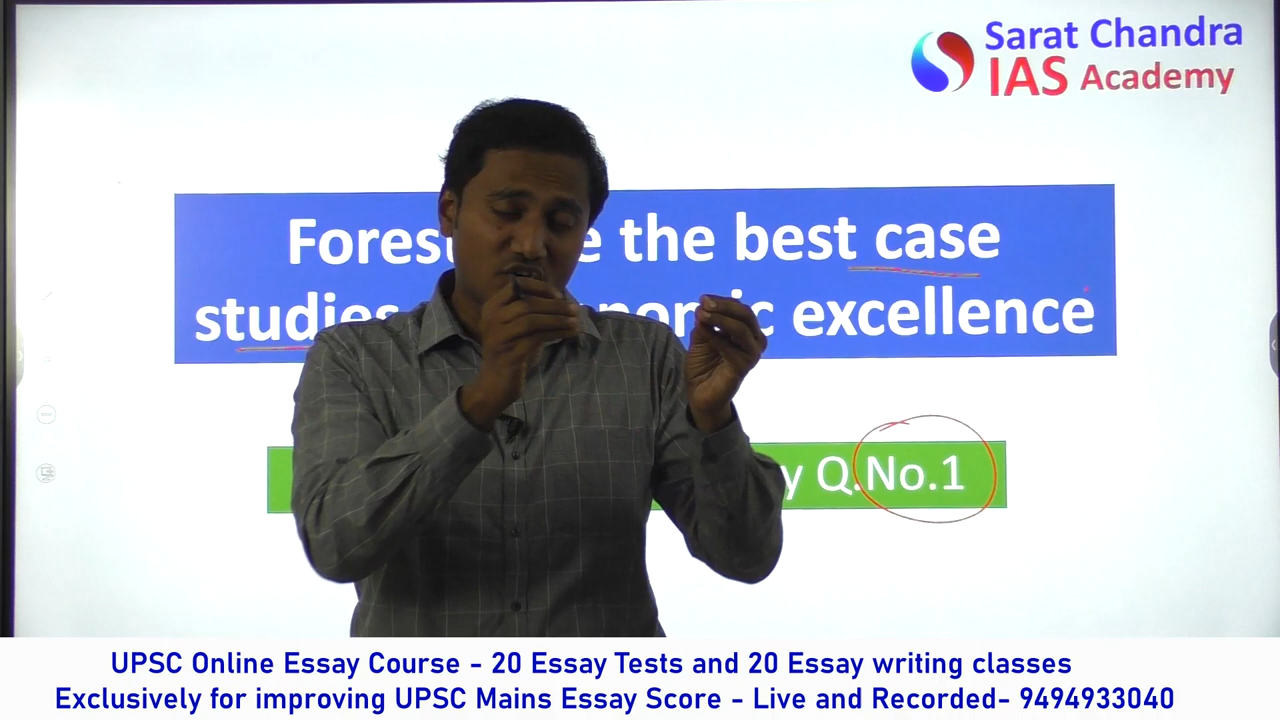 Sarat Chandra
IAS Academy
the best case
excellence
Q.No.1
UPSC Online Essay Course - 20 Essay Tests and 20 Essay writing classes
Exclusively for improving UPSC Mains Essay Score - Live and Recorded- 9494933040